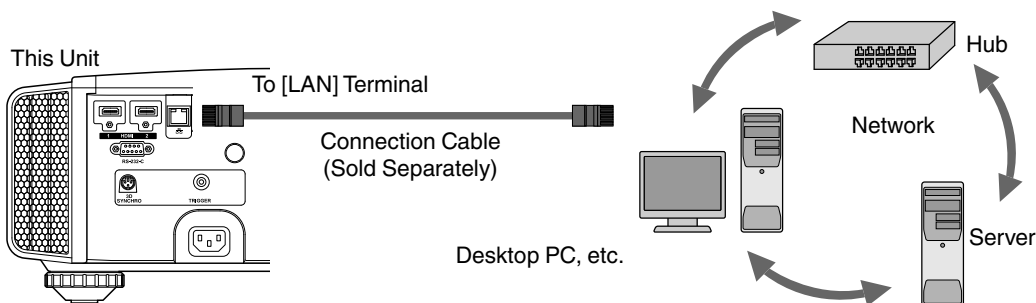 This Unit
To [LAN] Terminal
Connection Cable
(Sold Separately)
Hub
Network
Server
Desktop PC, etc.
1 HDMI 2
RS-232-C
3D
SYNCHRO
TRIGGER